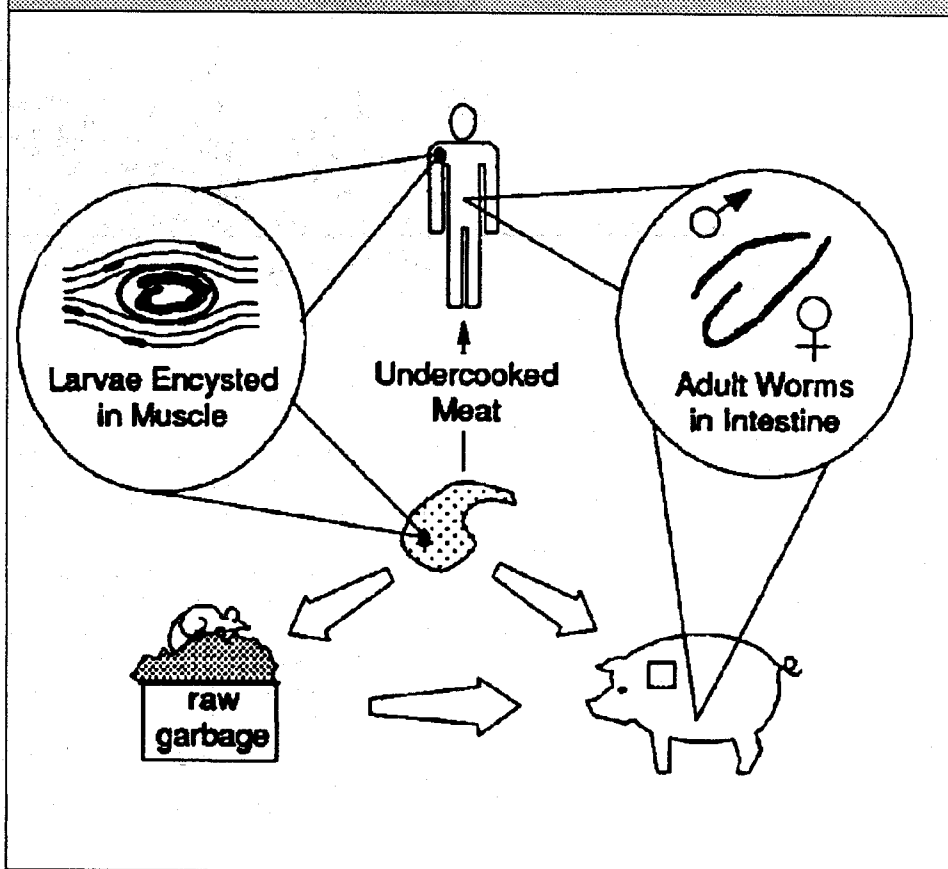 Larvae Encysted
in Muscle
Undercooked
Meat
Adult Worms
in Intestine
raw
garbage